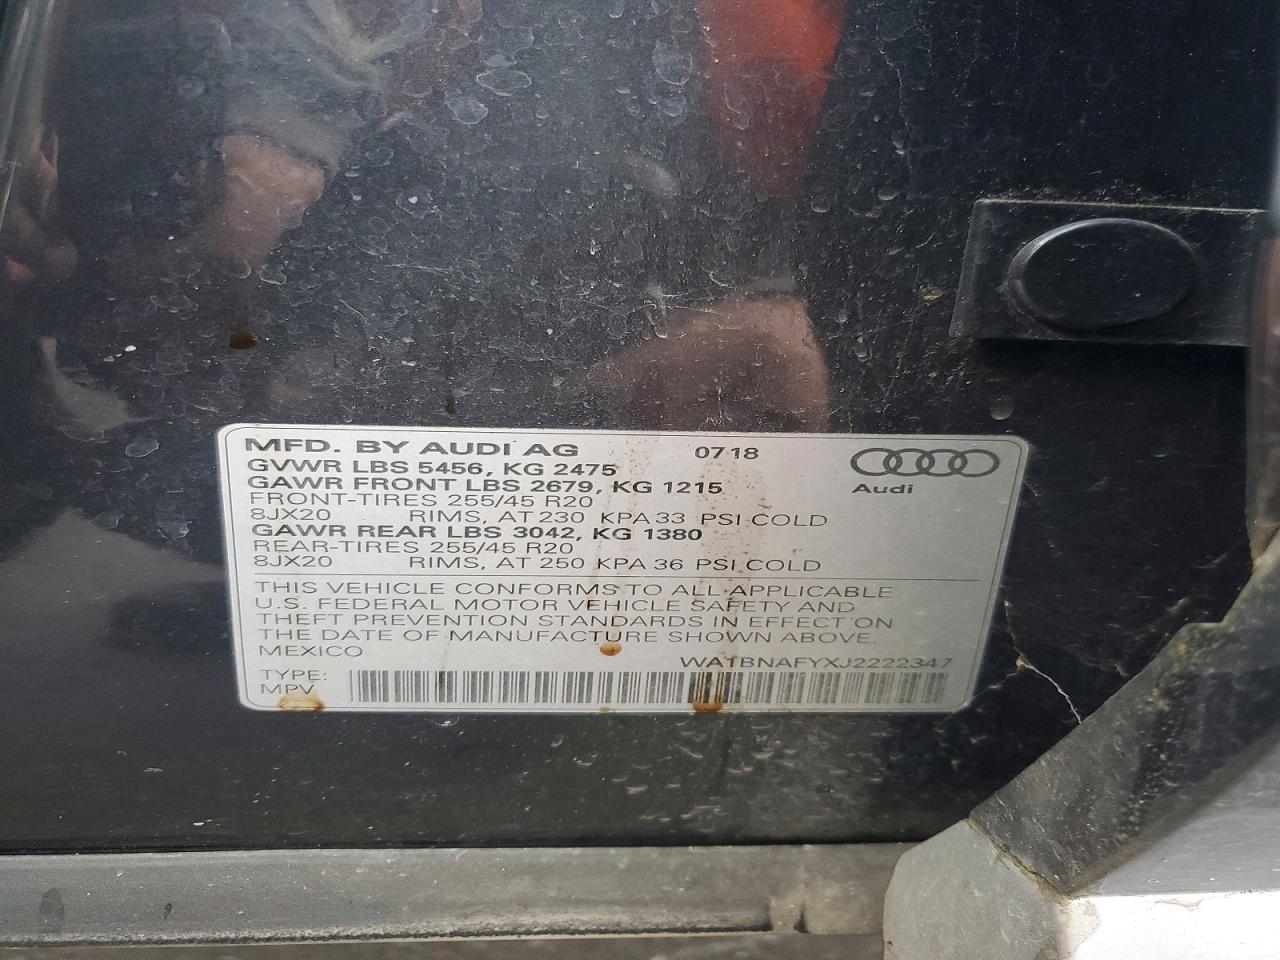 MFD. BY AUDI AG 07 18
GVWR LBS 5456, KG 2475
GAWR FRONT LBS 2679, KG 1215
Audi
FRONT-TIRES 255/45 R20
8JX20 RIMS, AT 230 KPA 33 PSI COLD
GAWR REAR LBS 3042, KG 1380
REAR-TIRES 255/45 R20
8JX20 RIMS, AT 250 KPA 36 PSI COLD
THIS VEHICLE CONFORMS TO ALL APPLICABLE
U.S. FEDERAL MOTOR VEHICLE SAFETY AND
THEFT PREVENTION STANDARDS IN EFFECT ON
THE DATE OF MANUFACTURE SHOWN ABOVE.
MEXICO
WA1BNAFYXJ2222347
TYPE:
MPV